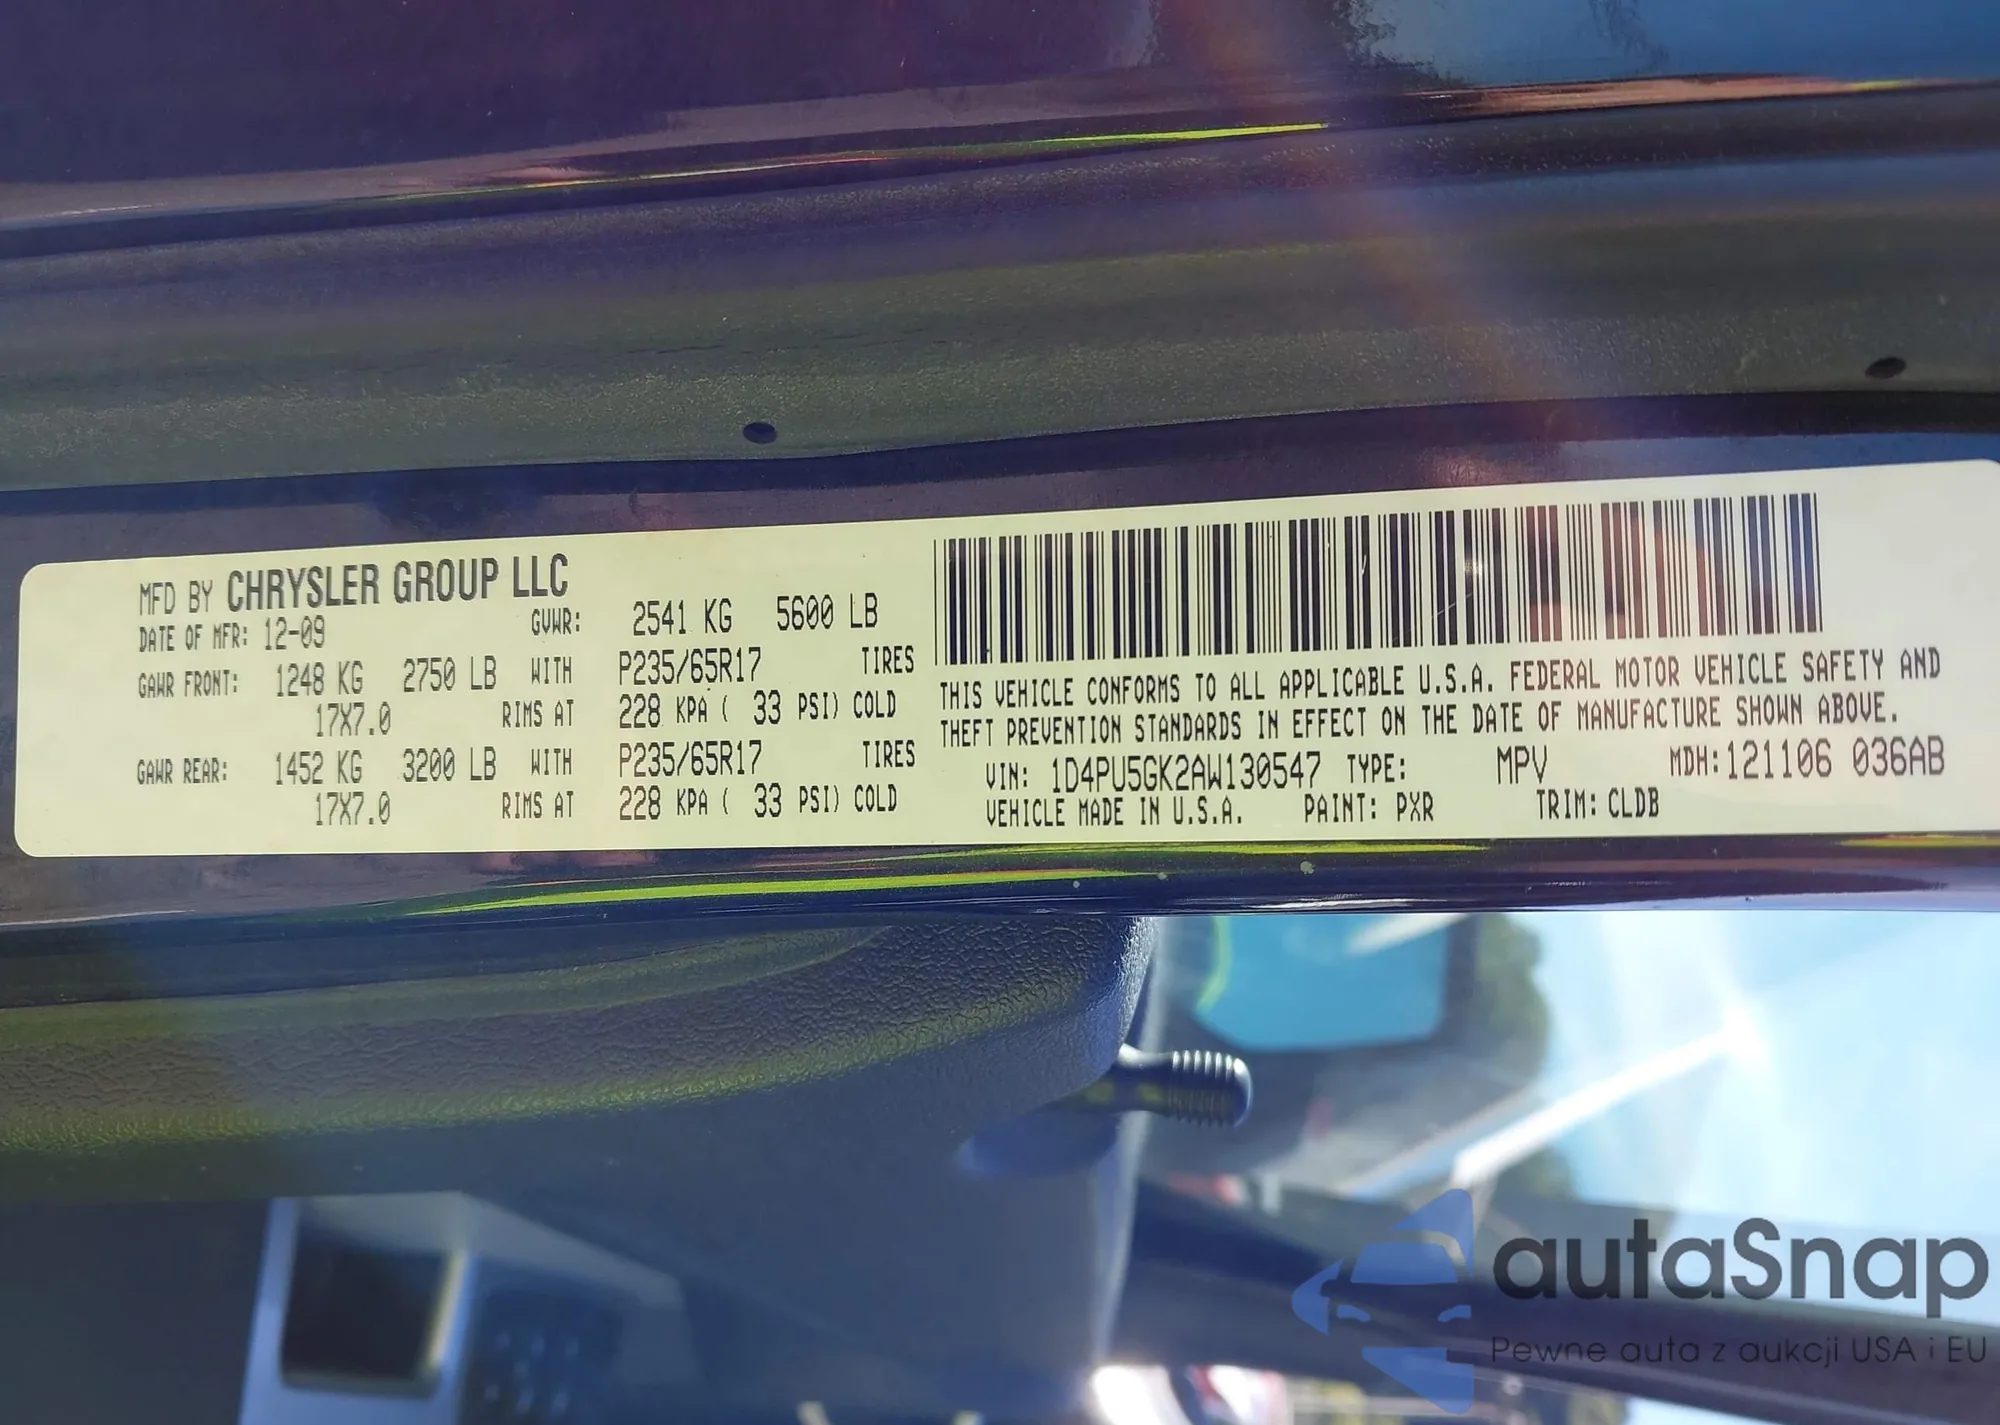 MFD BY CHRYSLER GROUP LLC
DATE OF MFR: 12-09 GVWR: 2541 KG 5600 LB
GAWR FRONT: 1248 KG 2750 LB WITH P235/65R17 TIRES
17X7.0 RIMS AT 228 KPA ( 33 PSI) COLD
GAWR REAR: 1452 KG 3200 LB WITH P235/65R17 TIRES
17X7.0 RIMS AT 228 KPA ( 33 PSI) COLD
THIS VEHICLE CONFORMS TO ALL APPLICABLE U.S.A. FEDERAL MOTOR VEHICLE SAFETY AND
THEFT PREVENTION STANDARDS IN EFFECT ON THE DATE OF MANUFACTURE SHOWN ABOVE.
VIN: 1D4PU5GK2AW130547 TYPE: MPV MDH: 121106 036AB
VEHICLE MADE IN U.S.A. PAINT: PXR TRIM: CLDB
autaSnap
Pewne auta z aukcji USA i EU